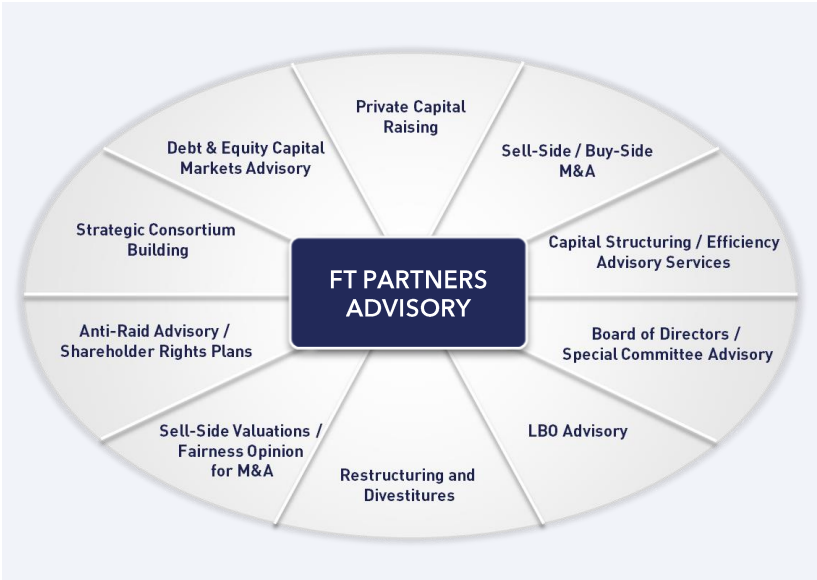 Private Capital
Raising
Sell-Side / Buy-Side
M&A
Capital Structuring / Efficiency
Advisory Services
Board of Directors /
Special Committee Advisory
LBO Advisory
Restructuring and
Divestitures
Sell-Side Valuations /
Fairness Opinion
for M&A
Anti-Raid Advisory /
Shareholder Rights Plans
Strategic Consortium
Building
Debt & Equity Capital
Markets Advisory
FT PARTNERS
ADVISORY